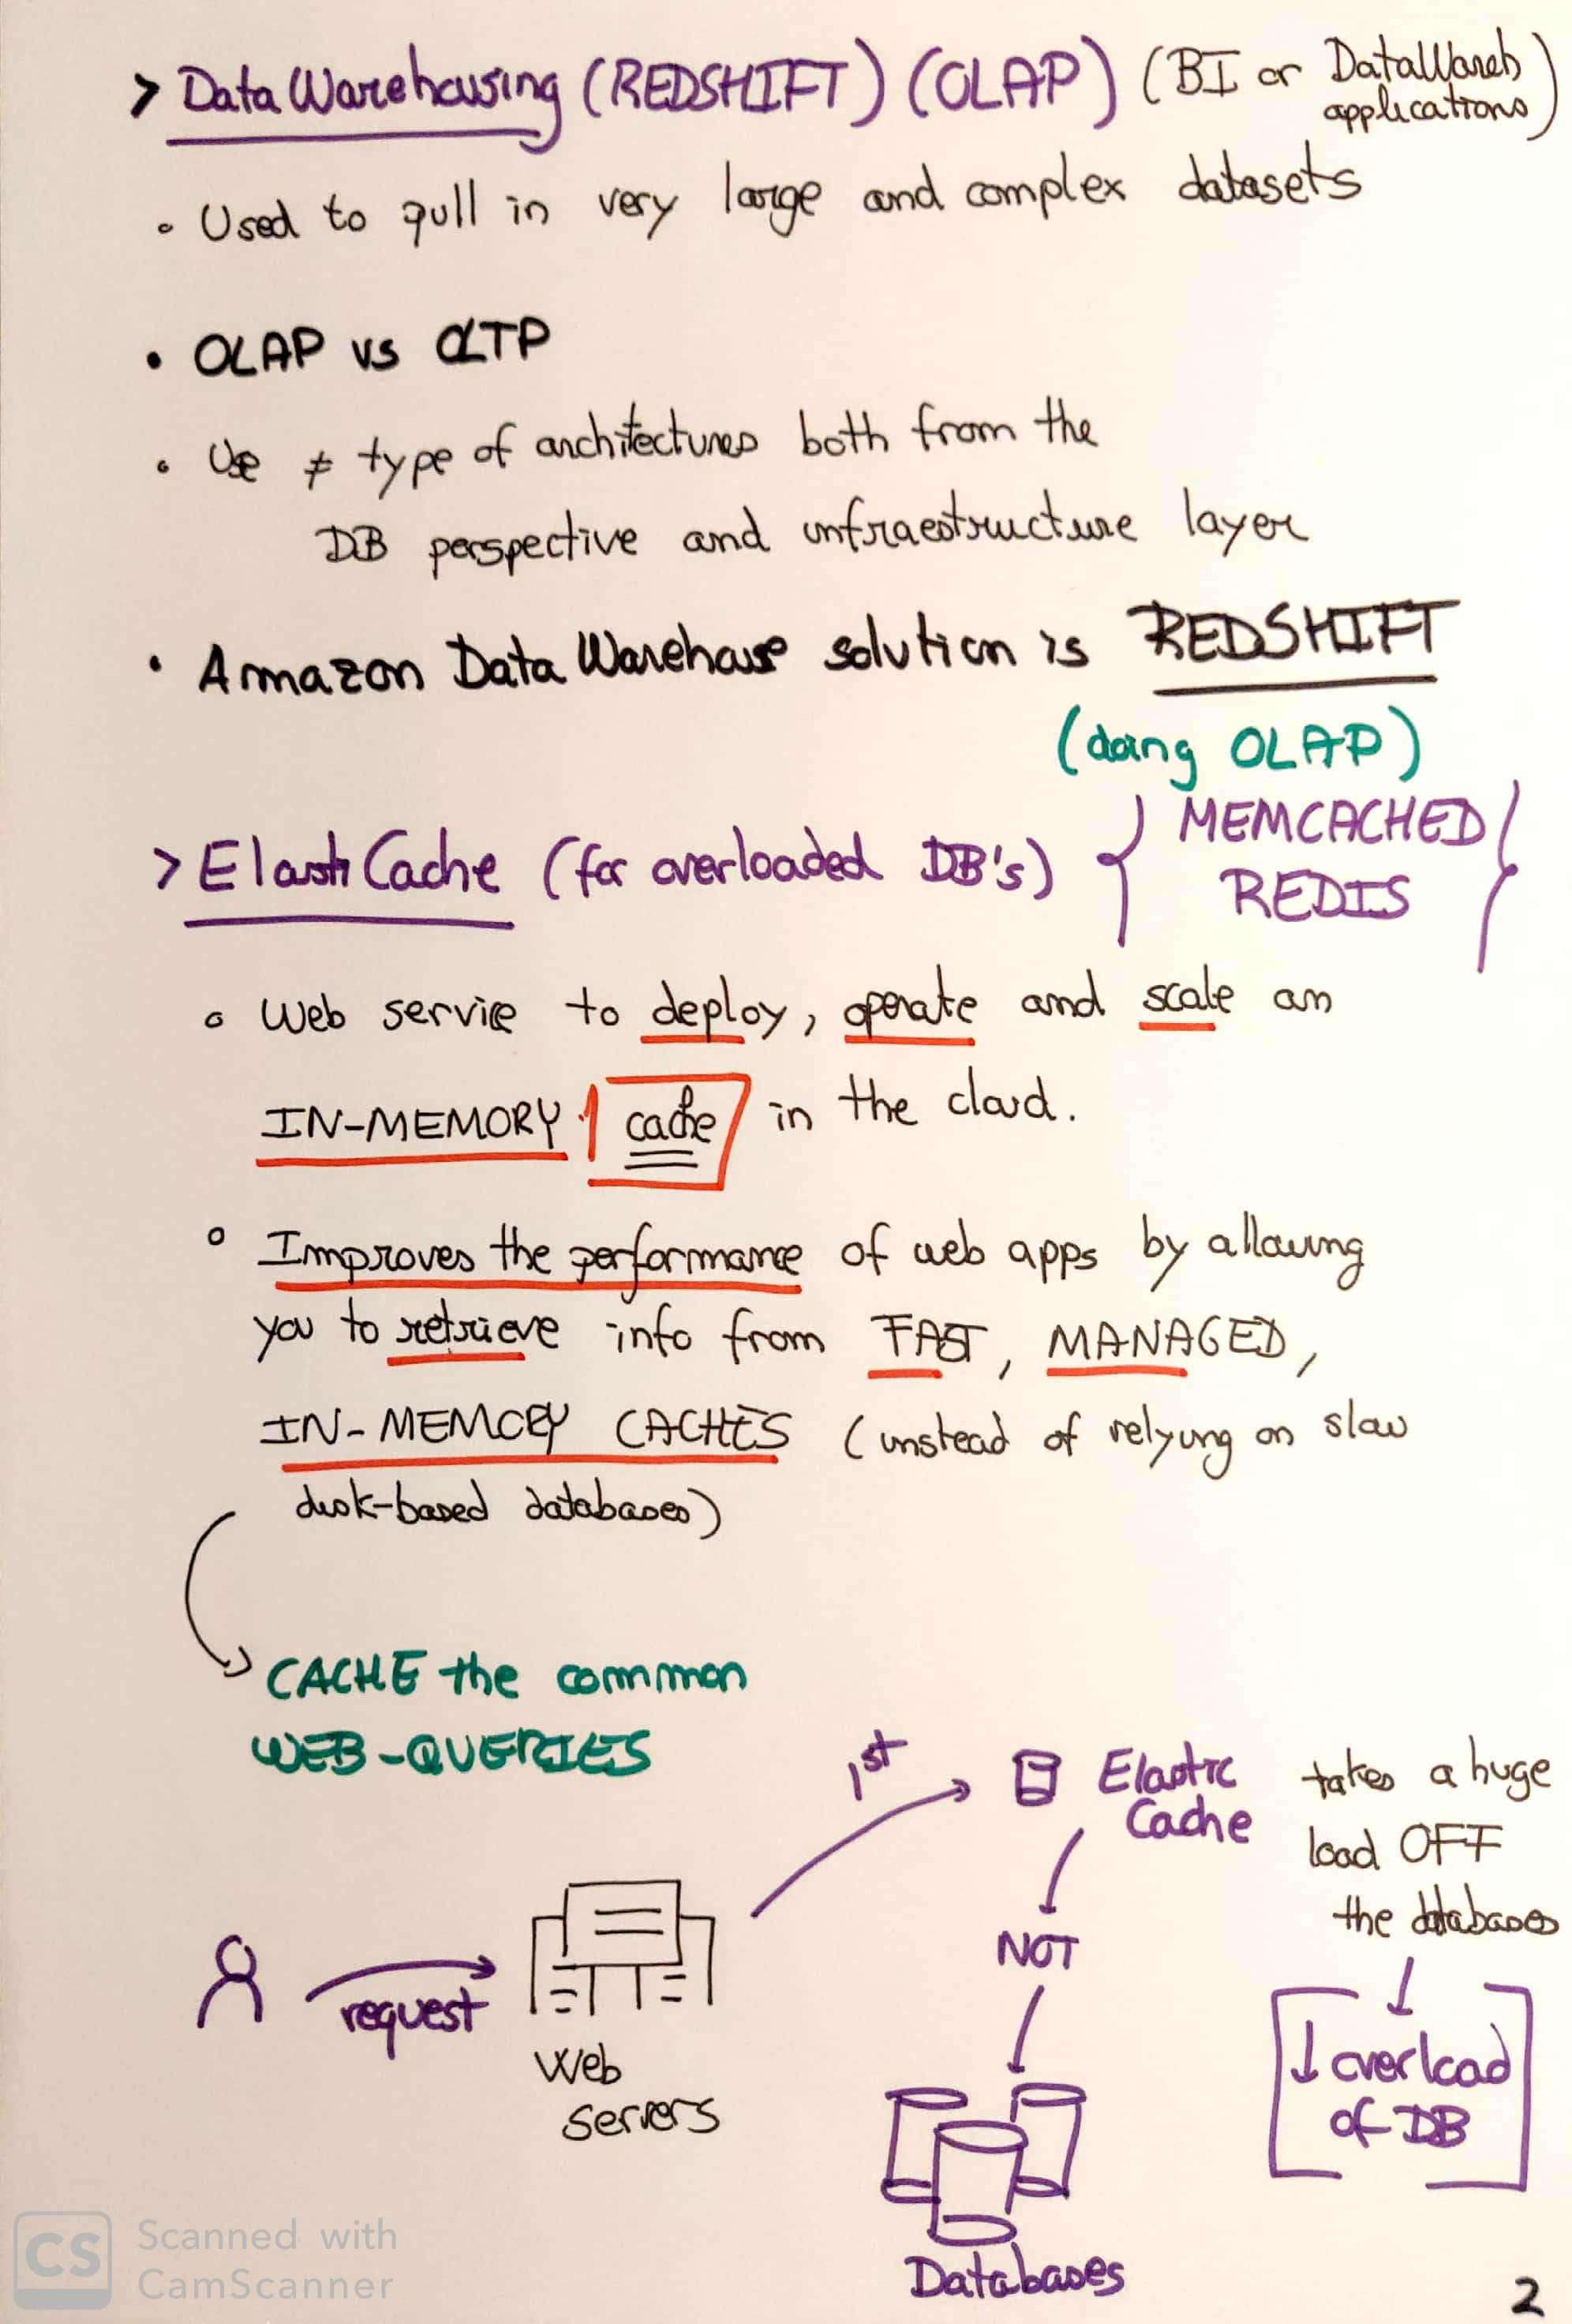 > Data Warehousing (REDSHIFT) (OLAP) (BI or DataWareh applications)
◦ Used to pull in very large and complex datasets
• OLAP vs OLTP
◦ Use ≠ type of architectures both from the
DB perspective and infraestructure layer
• Amazon Data Warehouse solution is REDSHIFT
(doing OLAP)
> ElastiCache (for overloaded DB's) { MEMCACHED
REDIS }
◦ Web service to deploy, operate and scale an
IN-MEMORY cache in the cloud.
◦ Improves the performance of web apps by allowing
you to retrieve info from FAST, MANAGED,
IN-MEMORY CACHES (instead of relying on slow
disk-based databases)
CACHE the common
WEB-QUERIES
1st
Elastic
Cache
takes a huge
load OFF
the databases
NOT
request
Web
Servers
↓ overload
of DB
Databases
CS
Scanned with
CamScanner
2